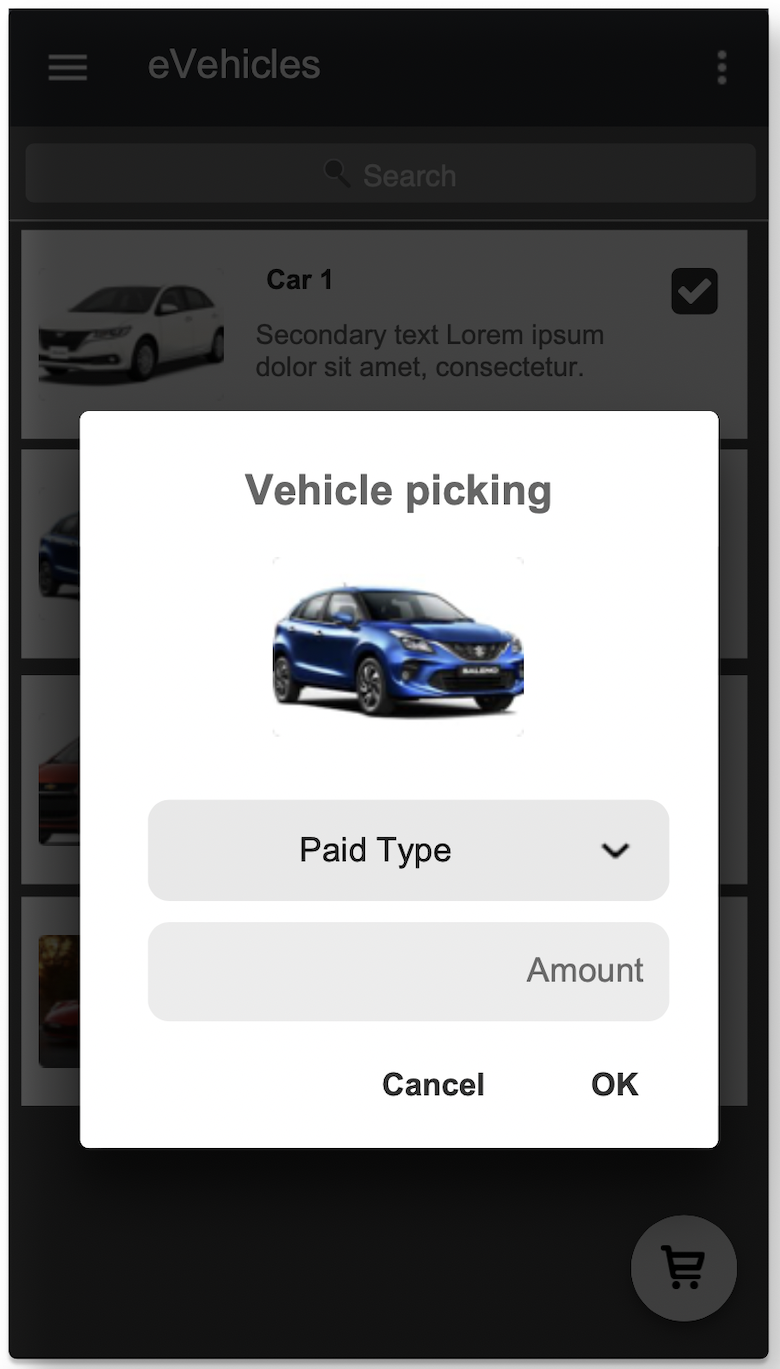 eVehicles
Search
Car 1
Secondary text Lorem ipsum
dolor sit amet, consectetur.
Vehicle picking
BALENO
Paid Type
Amount
Cancel
OK